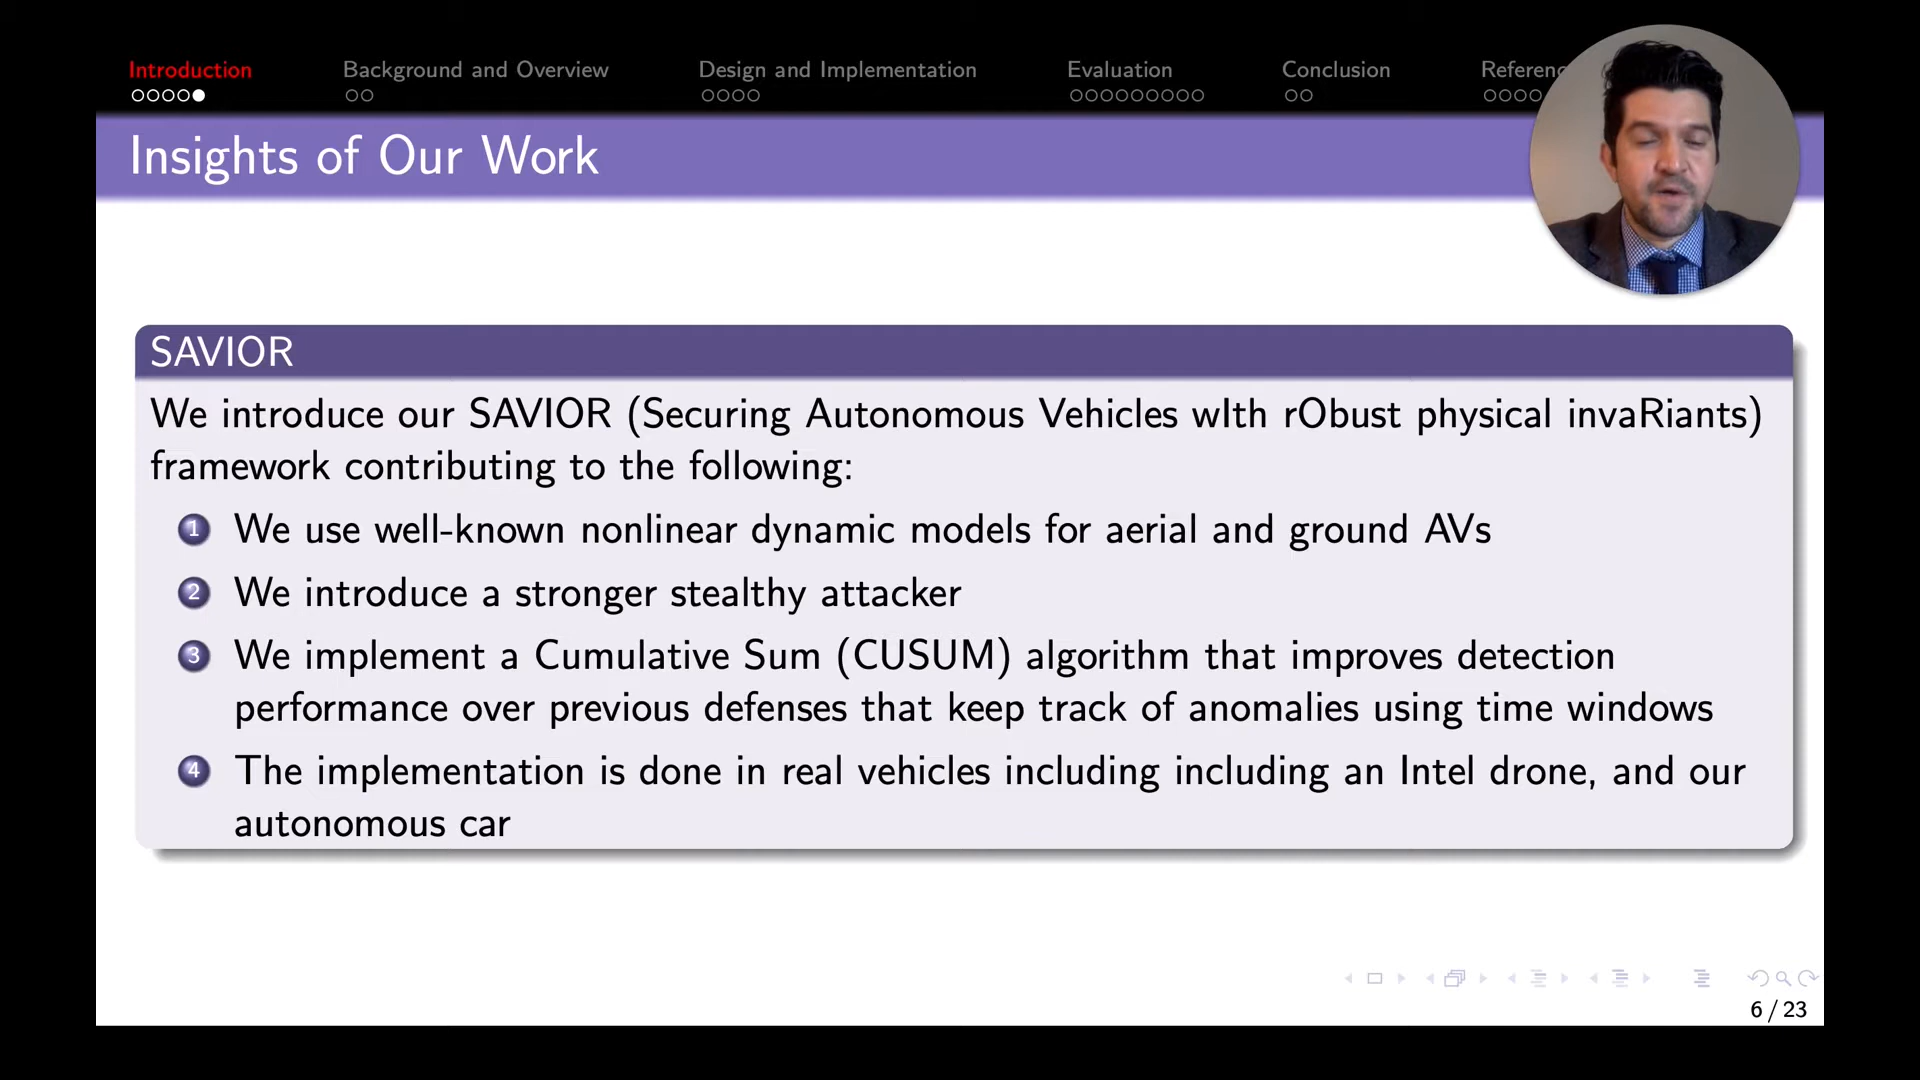 Introduction Background and Overview Design and Implementation Evaluation Conclusion
Insights of Our Work
SAVIOR
We introduce our SAVIOR (Securing Autonomous Vehicles wIth rObust physical invaRiants)
framework contributing to the following:
1 We use well-known nonlinear dynamic models for aerial and ground AVs
2 We introduce a stronger stealthy attacker
3 We implement a Cumulative Sum (CUSUM) algorithm that improves detection
performance over previous defenses that keep track of anomalies using time windows
4 The implementation is done in real vehicles including including an Intel drone, and our
autonomous car
6 / 23